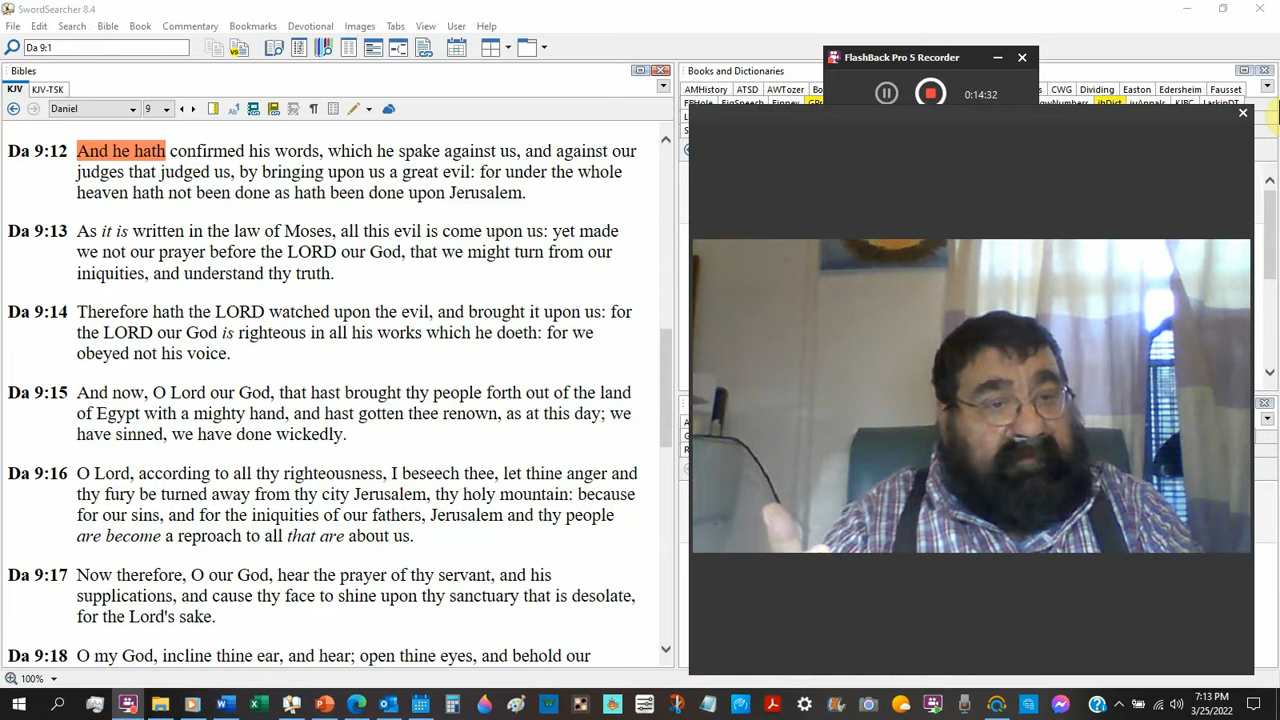 SwordSearcher 8.4
File Edit Search Bible Book Commentary Bookmarks Devotional Images Tabs View User Help
Da 9:1
FlashBack Pro 5 Recorder
0:14:32
Bibles
Books and Dictionaries
KJV KJV-TSK
AMHistory ATSD AWTozer
CWG Dividing Easton Edersheim Fausset
Daniel 9
Da 9:12 And he hath confirmed his words, which he spake against us, and against our
judges that judged us, by bringing upon us a great evil: for under the whole
heaven hath not been done as hath been done upon Jerusalem.
Da 9:13 As it is written in the law of Moses, all this evil is come upon us: yet made
we not our prayer before the LORD our God, that we might turn from our
iniquities, and understand thy truth.
Da 9:14 Therefore hath the LORD watched upon the evil, and brought it upon us: for
the LORD our God is righteous in all his works which he doeth: for we
obeyed not his voice.
Da 9:15 And now, O Lord our God, that hast brought thy people forth out of the land
of Egypt with a mighty hand, and hast gotten thee renown, as at this day; we
have sinned, we have done wickedly.
Da 9:16 O Lord, according to all thy righteousness, I beseech thee, let thine anger and
thy fury be turned away from thy city Jerusalem, thy holy mountain: because
for our sins, and for the iniquities of our fathers, Jerusalem and thy people
are become a reproach to all that are about us.
Da 9:17 Now therefore, O our God, hear the prayer of thy servant, and his
supplications, and cause thy face to shine upon thy sanctuary that is desolate,
for the Lord's sake.
Da 9:18 O my God, incline thine ear, and hear; open thine eyes, and behold our
100%
7:13 PM
3/25/2022